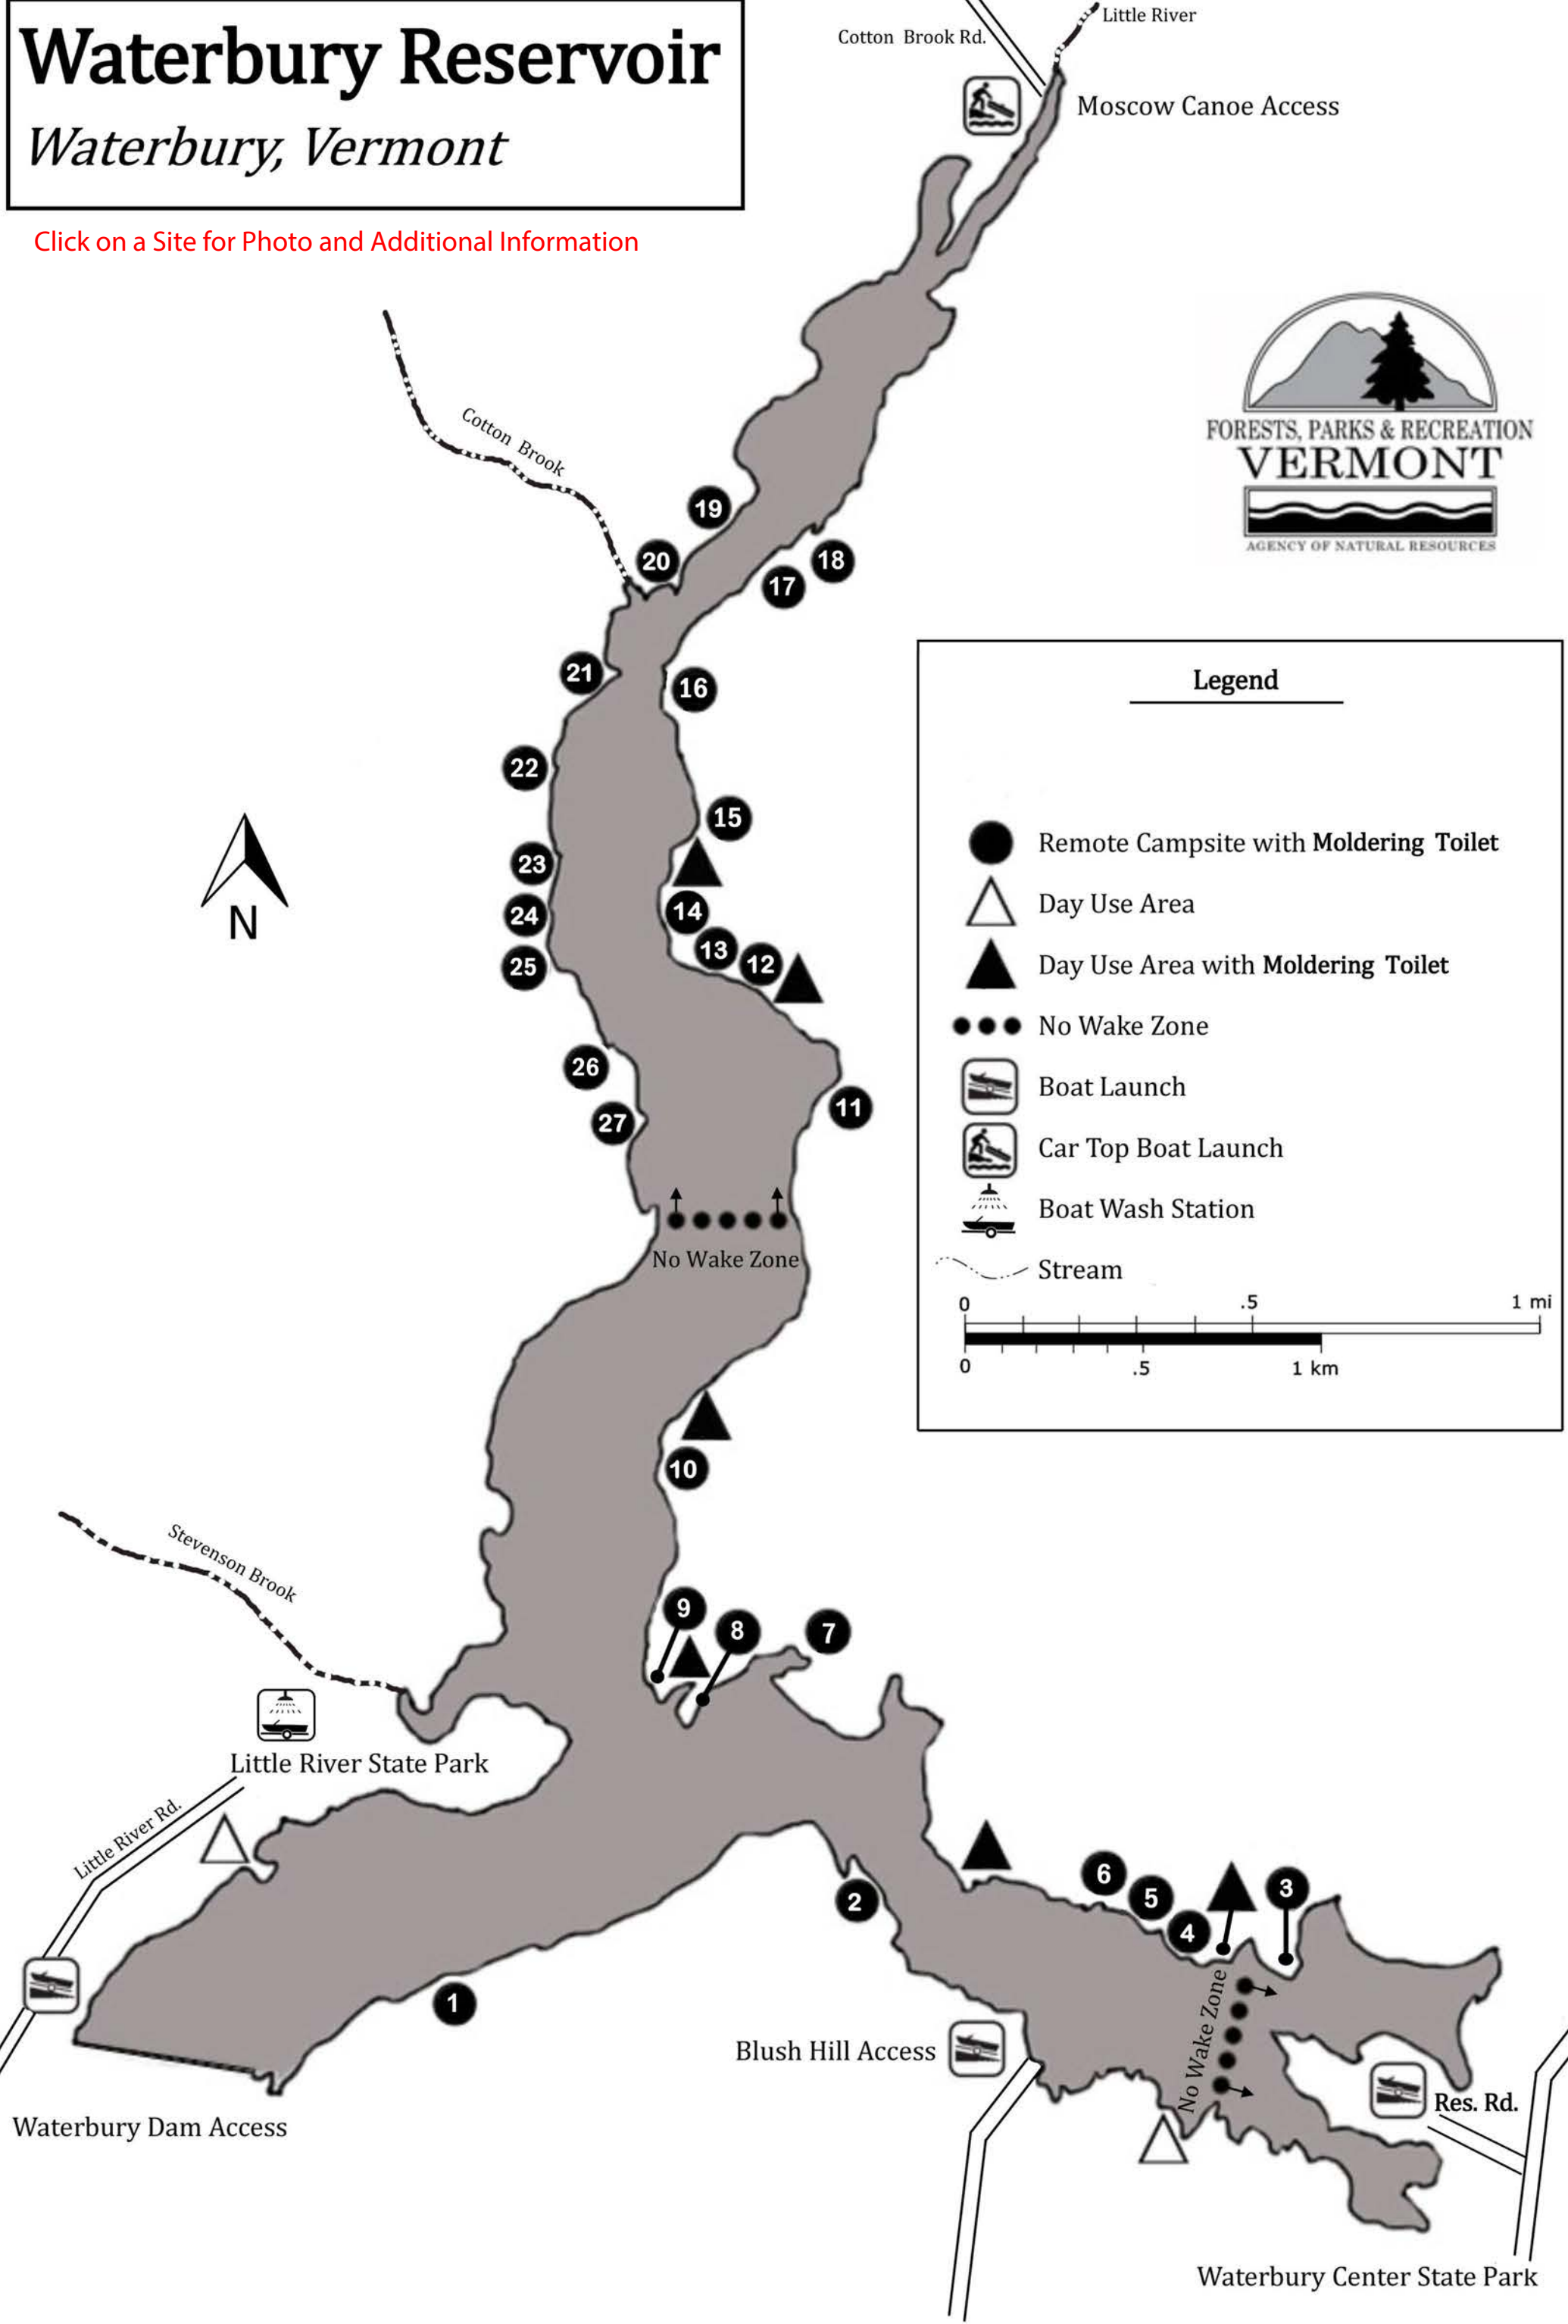 Waterbury Reservoir
Waterbury, Vermont
Click on a Site for Photo and Additional Information
Little River
Cotton Brook Rd.
Moscow Canoe Access
FORESTS, PARKS & RECREATION
VERMONT
AGENCY OF NATURAL RESOURCES
Cotton Brook
19
20
18
17
21
16
22
15
23
14
24
13
12
25
26
11
27
N
No Wake Zone
Legend
Remote Campsite with Moldering Toilet
Day Use Area
Day Use Area with Moldering Toilet
No Wake Zone
Boat Launch
Car Top Boat Launch
Boat Wash Station
Stream
0 .5 1 mi
0 .5 1 km
10
Stevenson Brook
9
8
7
Little River State Park
Little River Rd.
6
5
4
3
2
1
No Wake Zone
Blush Hill Access
Res. Rd.
Waterbury Dam Access
Waterbury Center State Park